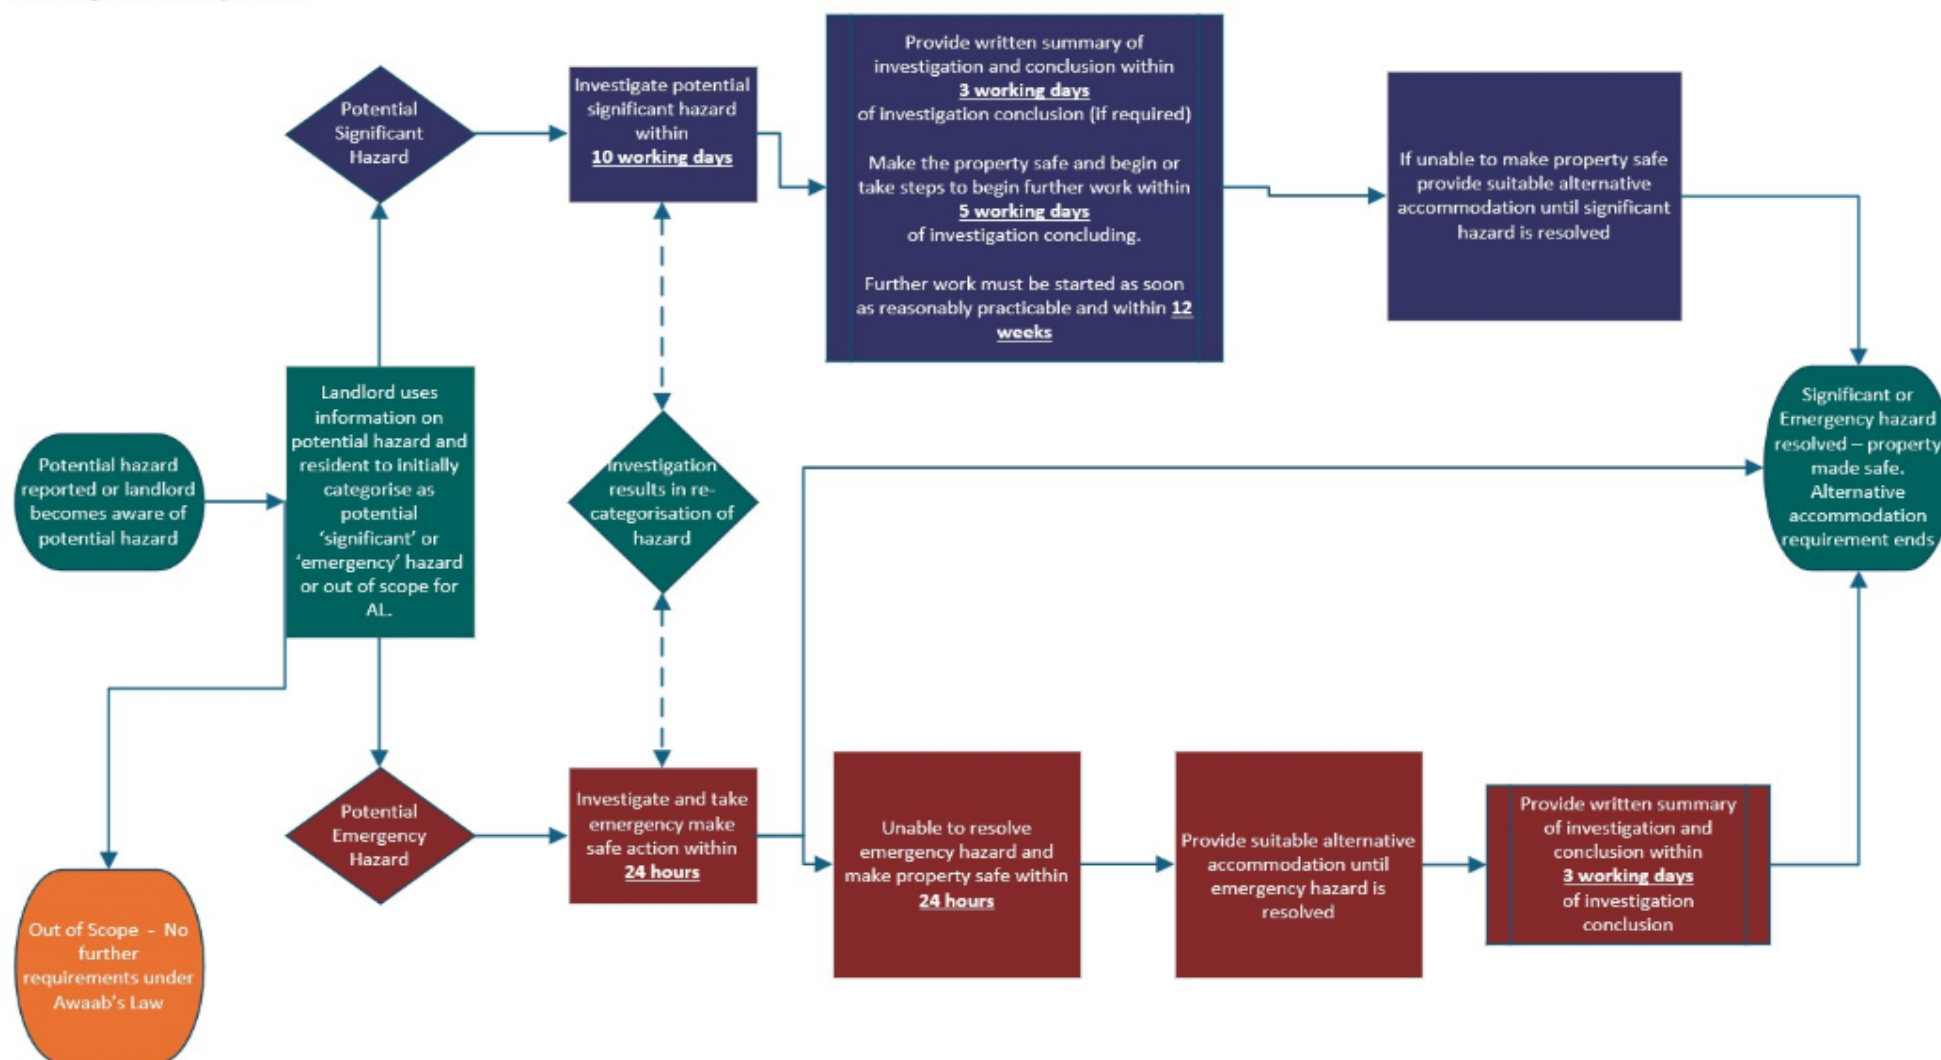 Potential
Significant
Hazard
Investigate potential
significant hazard
within
10 working days
Provide written summary of
investigation and conclusion within
3 working days
of investigation conclusion (if required)
Make the property safe and begin or
take steps to begin further work within
5 working days
of investigation concluding.
Further work must be started as soon
as reasonably practicable and within 12
weeks
If unable to make property safe
provide suitable alternative
accommodation until significant
hazard is resolved
Potential hazard
reported or landlord
becomes aware of
potential hazard
Landlord uses
information on
potential hazard and
resident to initially
categorise as
potential
‘significant’ or
‘emergency’ hazard
or out of scope for
AL.
Investigation
results in re-
categorisation of
hazard
Significant or
Emergency hazard
resolved – property
made safe.
Alternative
accommodation
requirement ends
Potential
Emergency
Hazard
Investigate and take
emergency make
safe action within
24 hours
Unable to resolve
emergency hazard and
make property safe within
24 hours
Provide suitable alternative
accommodation until
emergency hazard is
resolved
Provide written summary
of investigation and
conclusion within
3 working days
of investigation
conclusion
Out of Scope - No
further
requirements under
Awaab's Law